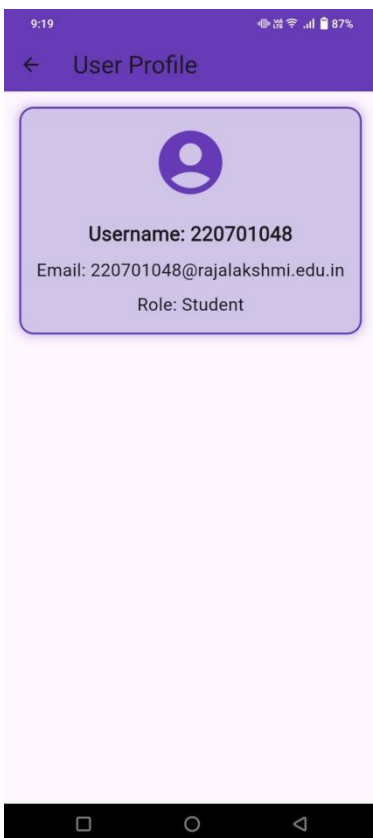 9:19
87%
User Profile
Username: 220701048
Email: 220701048@rajalakshmi.edu.in
Role: Student